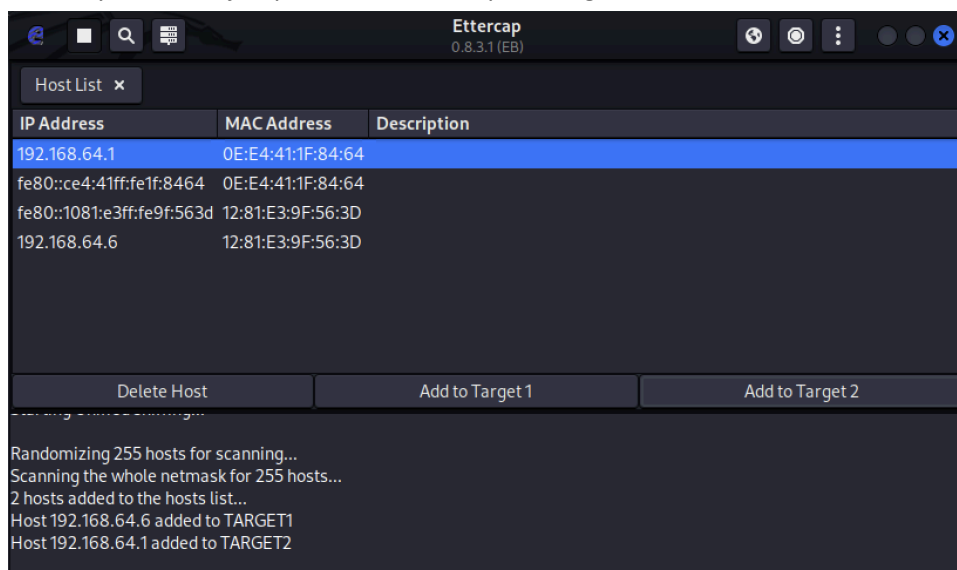 Ettercap
0.8.3.1 (EB)
Host List ×
IP Address MAC Address Description
192.168.64.1 0E:E4:41:1F:84:64
fe80::ce4:41ff:fe1f:8464 0E:E4:41:1F:84:64
fe80::1081:e3ff:fe9f:563d 12:81:E3:9F:56:3D
192.168.64.6 12:81:E3:9F:56:3D
Delete Host Add to Target 1 Add to Target 2
Randomizing 255 hosts for scanning...
Scanning the whole netmask for 255 hosts...
2 hosts added to the hosts list...
Host 192.168.64.6 added to TARGET1
Host 192.168.64.1 added to TARGET2